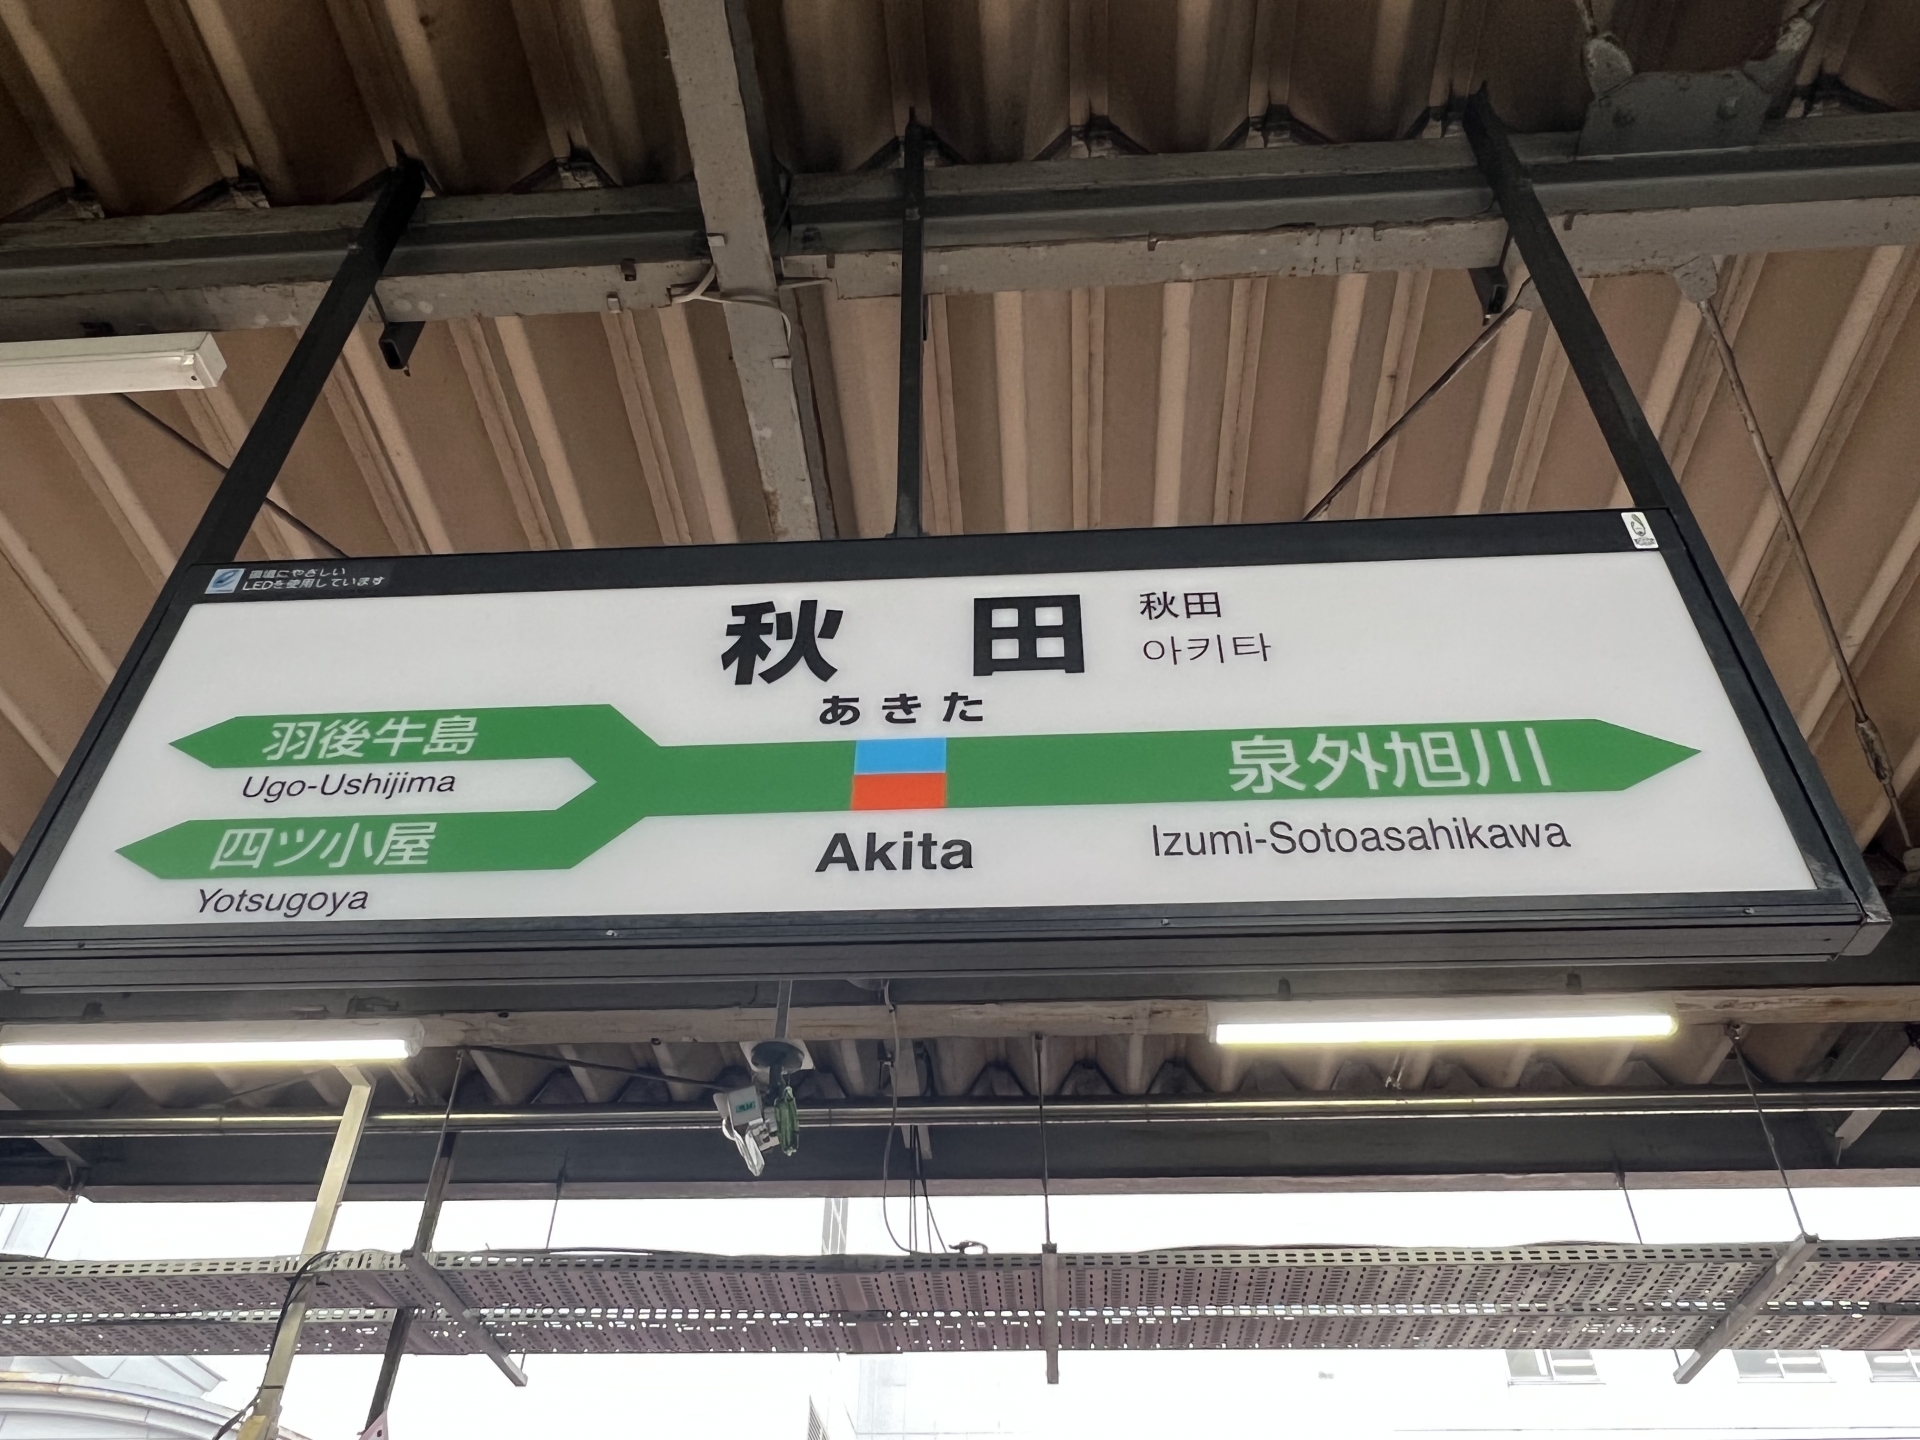 環境にやさしい
LEDを使用しています
秋田
秋田
아키타
あきた
羽後牛島
Ugo-Ushijima
四ツ小屋
Yotsugoya
泉外旭川
Izumi-Sotoasahikawa
Akita